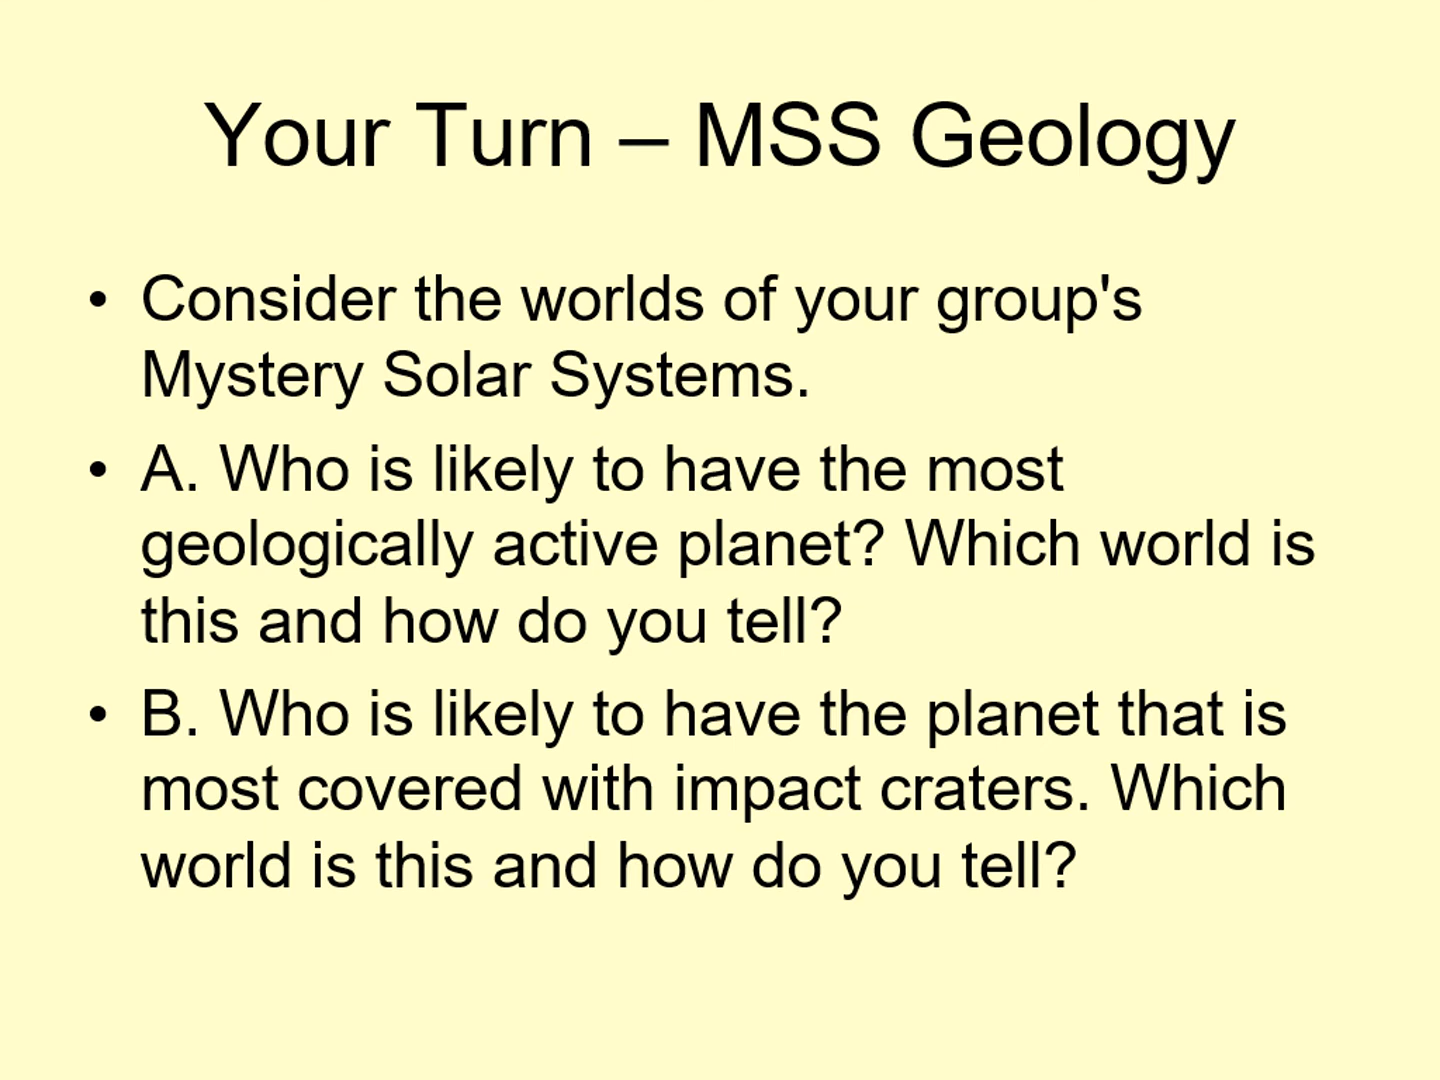 Your Turn – MSS Geology
• Consider the worlds of your group's
Mystery Solar Systems.
• A. Who is likely to have the most
geologically active planet? Which world is
this and how do you tell?
• B. Who is likely to have the planet that is
most covered with impact craters. Which
world is this and how do you tell?